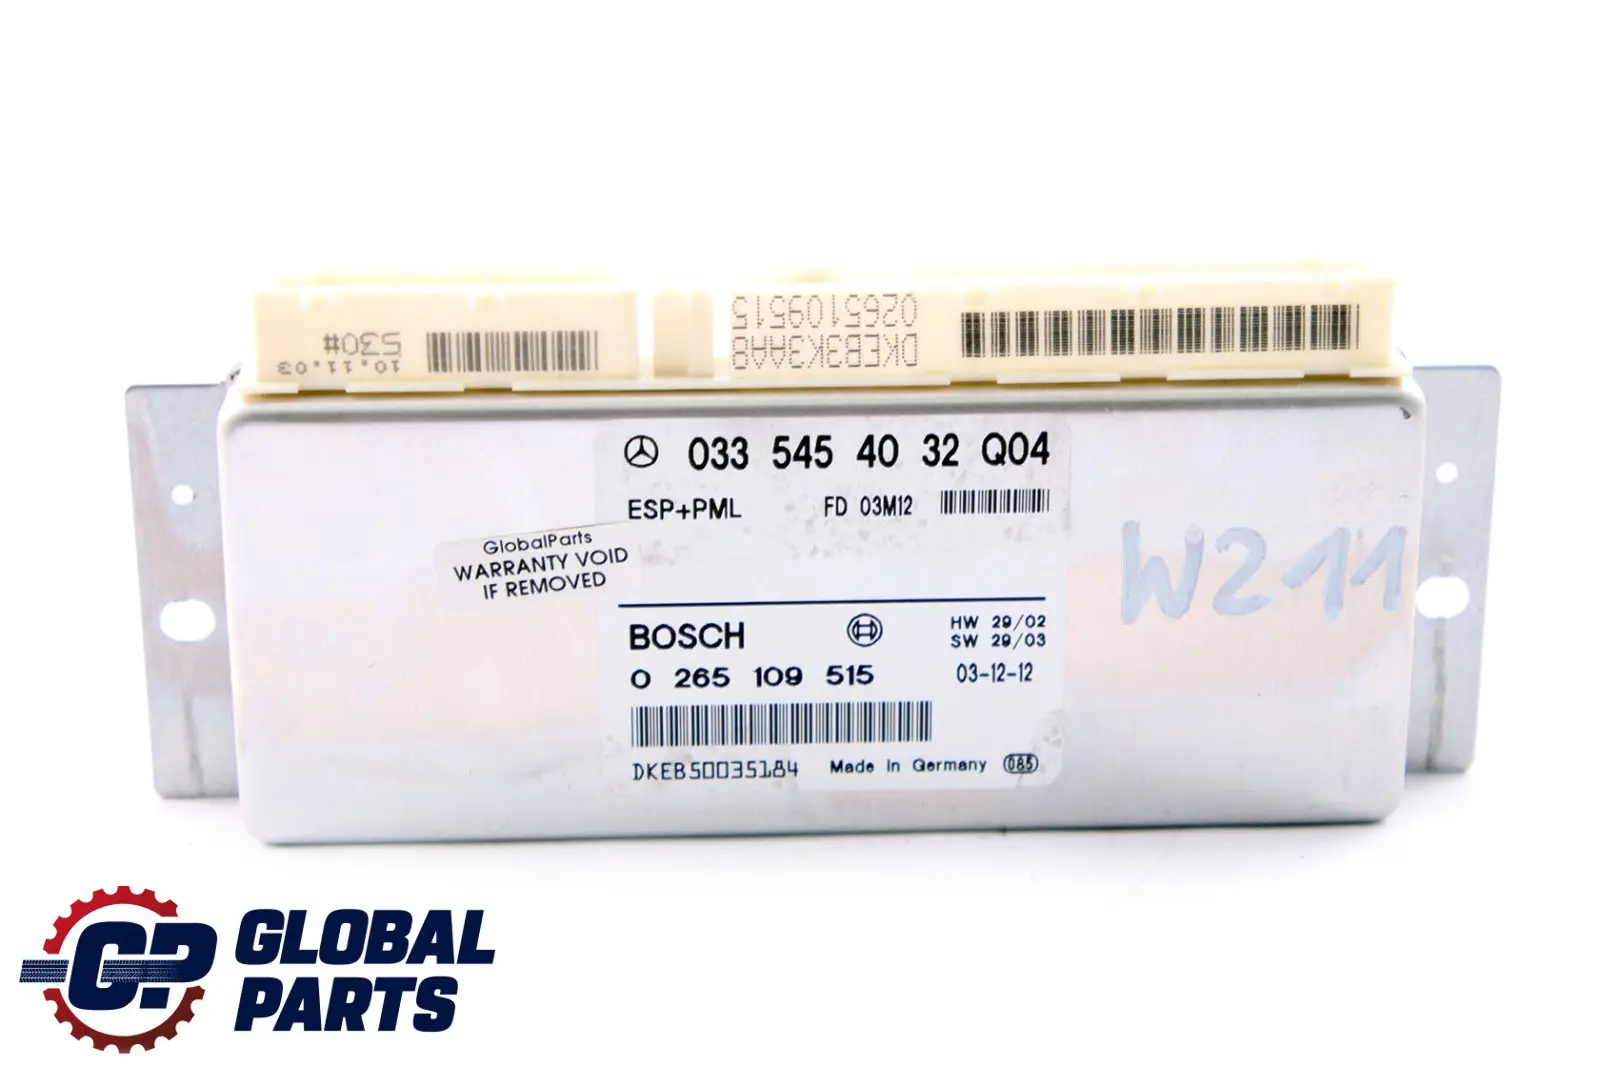 530#
10.11.03
0265109515
DKEB3K3AA8
033 545 40 32 Q04
ESP+PML FD 03M12
GlobalParts
WARRANTY VOID
IF REMOVED
W211
BOSCH HW 29/02
SW 29/03
0 265 109 515 03-12-12
DKEB50035184 Made in Germany 085
GP GLOBAL
PARTS